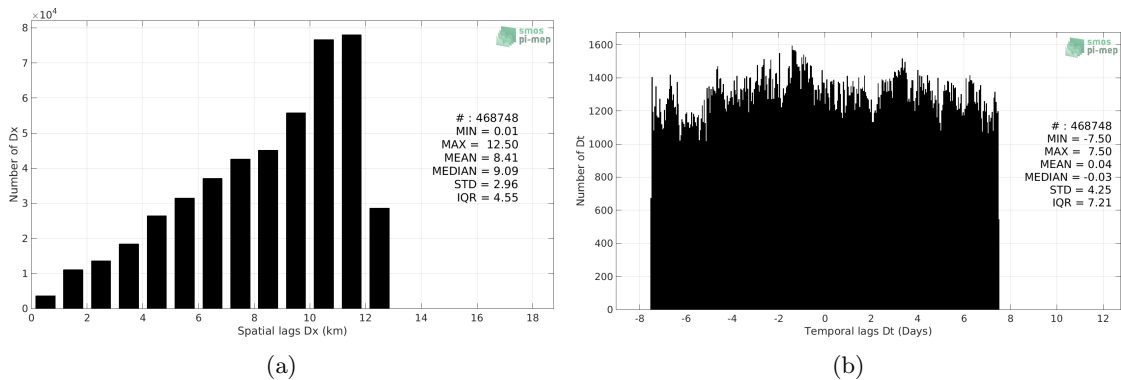 ×10⁴
8
7
6
5
4
3
2
1
0
Number of Dx
0 2 4 6 8 10 12 14 16 18
Spatial lags Dx (km)
smos
pi-mep
# : 468748
MIN = 0.01
MAX = 12.50
MEAN = 8.41
MEDIAN = 9.09
STD = 2.96
IQR = 4.55
(a)
1600
1400
1200
1000
800
600
400
200
0
Number of Dt
-8 -6 -4 -2 0 2 4 6 8 10 12
Temporal lags Dt (Days)
smos
pi-mep
# : 468748
MIN = -7.50
MAX = 7.50
MEAN = 0.04
MEDIAN = -0.03
STD = 4.25
IQR = 7.21
(b)